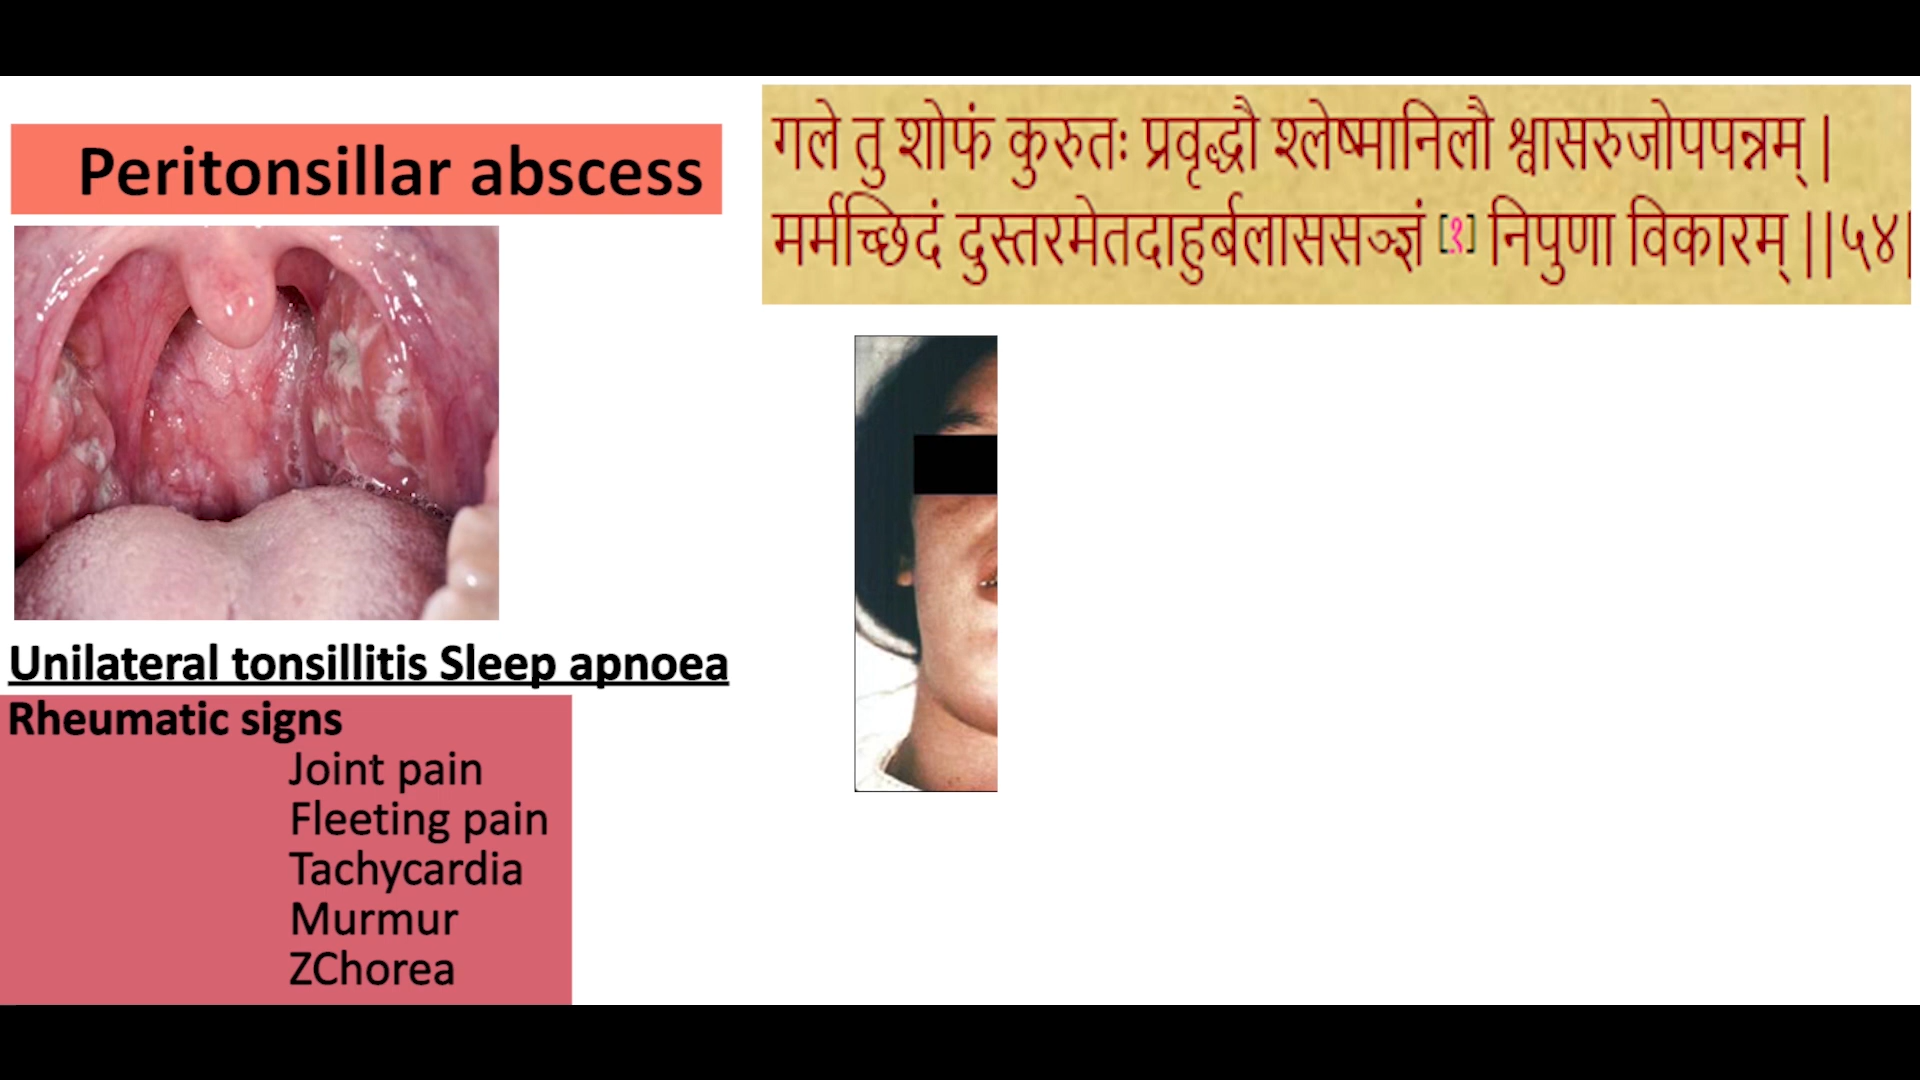 Peritonsillar abscess
गले तु शोफं कुरुतः प्रवृद्धौ श्लेष्मानिलौ श्वासरुजोपपन्नम् |
मर्मच्छिदं दुस्तरमेतदाहुर्बलाससञ्ज्ञं [१] निपुणा विकारम् ||५४|
Unilateral tonsillitis Sleep apnoea
Rheumatic signs
Joint pain
Fleeting pain
Tachycardia
Murmur
ZChorea